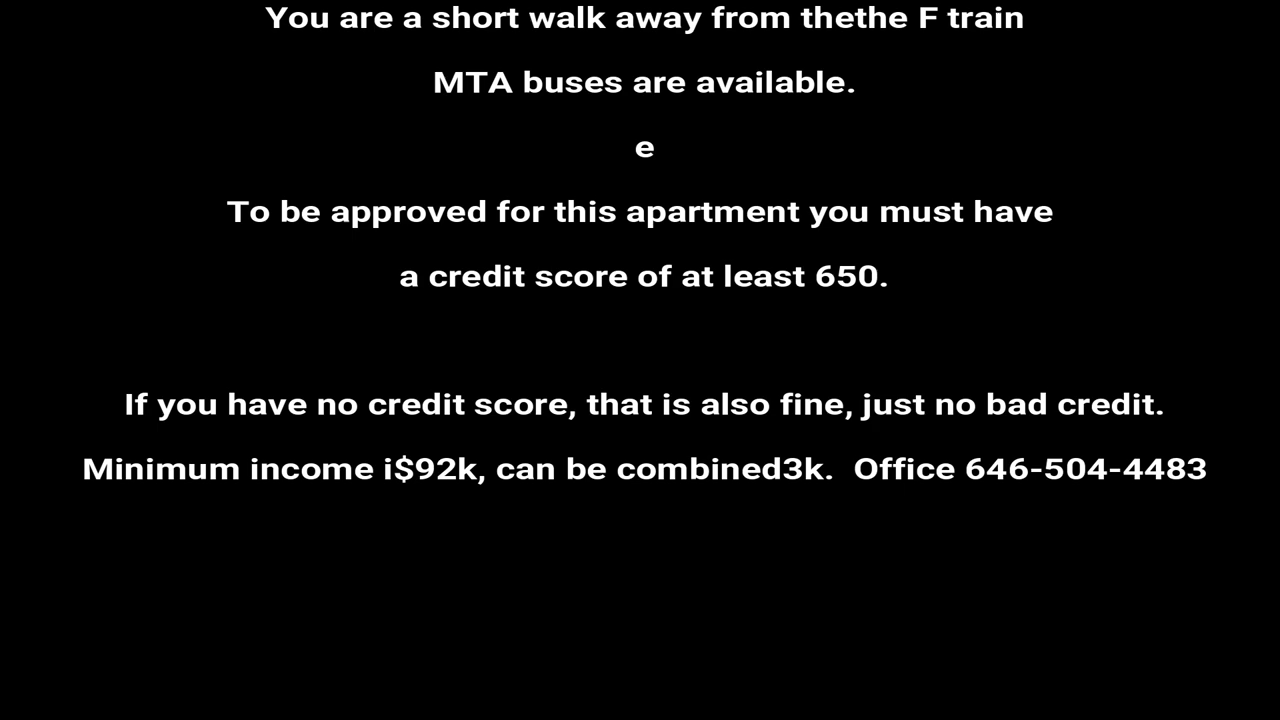 You are a short walk away from thethe F train
MTA buses are available.
e
To be approved for this apartment you must have
a credit score of at least 650.
If you have no credit score, that is also fine, just no bad credit.
Minimum income i$92k, can be combined3k.  Office 646-504-4483